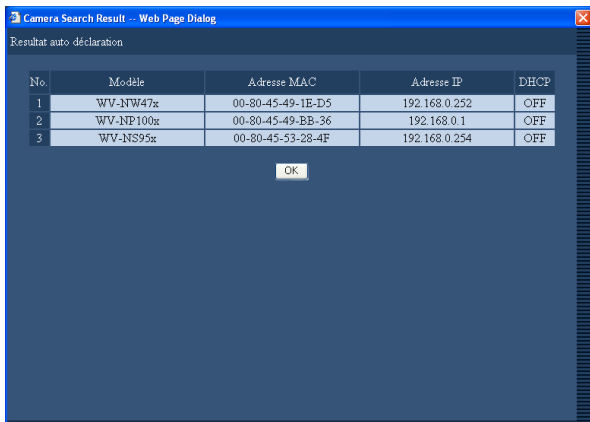 Camera Search Result -- Web Page Dialog
Resultat auto déclaration
No. Modèle Adresse MAC Adresse IP DHCP
1 WV-NW47x 00-80-45-49-1E-D5 192.168.0.252 OFF
2 WV-NP100x 00-80-45-49-BB-36 192.168.0.1 OFF
3 WV-NS95x 00-80-45-53-28-4F 192.168.0.254 OFF
OK